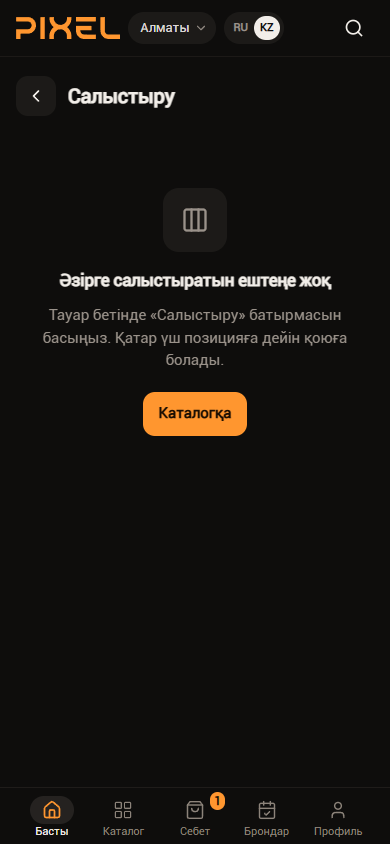 PIXEL
Алматы
RU
KZ
Салыстыру
Әзірге салыстыратын ештеңе жоқ
Тауар бетінде «Салыстыру» батырмасын
басыңыз. Қатар үш позицияға дейін қоюға
болады.
Каталогқа
1
Басты
Каталог
Себет
Брондар
Профиль